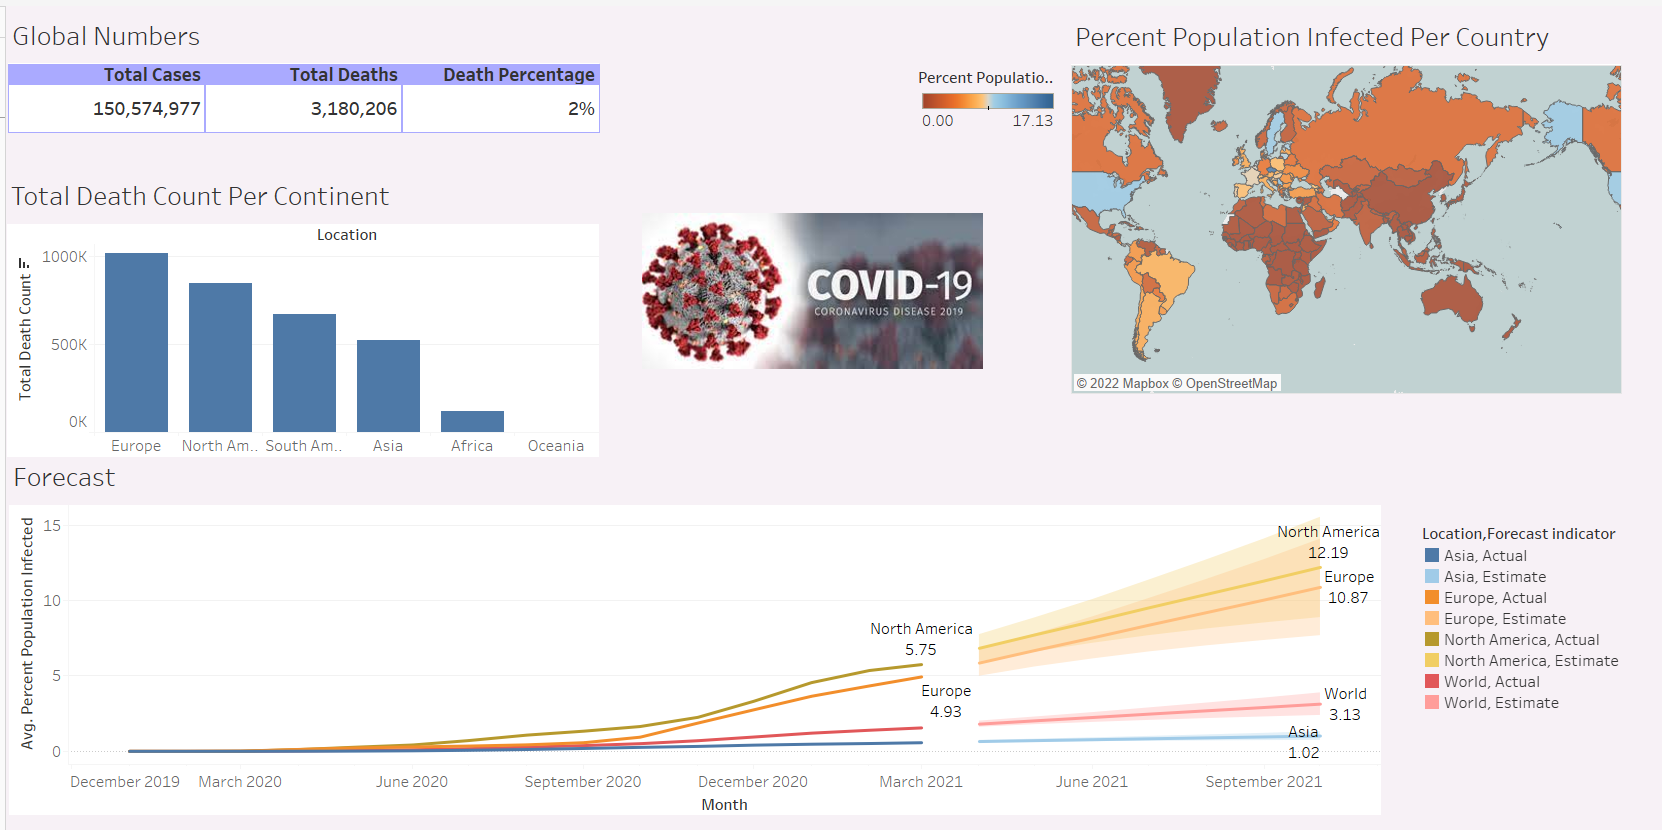 Global Numbers
Total Cases Total Deaths Death Percentage
150,574,977 3,180,206 2%
Percent Populatio..
0.00 17.13
Percent Population Infected Per Country
© 2022 Mapbox © OpenStreetMap
Total Death Count Per Continent
Location
Total Death Count
1000K
500K
0K
Europe North Am.. South Am.. Asia Africa Oceania
COVID-19
CORONAVIRUS DISEASE 2019
Forecast
Avg. Percent Population Infected
15
10
5
0
North America
5.75
Europe
4.93
North America
12.19
Europe
10.87
World
3.13
Asia
1.02
December 2019 March 2020 June 2020 September 2020 December 2020 March 2021 June 2021 September 2021
Month
Location,Forecast indicator
Asia, Actual
Asia, Estimate
Europe, Actual
Europe, Estimate
North America, Actual
North America, Estimate
World, Actual
World, Estimate